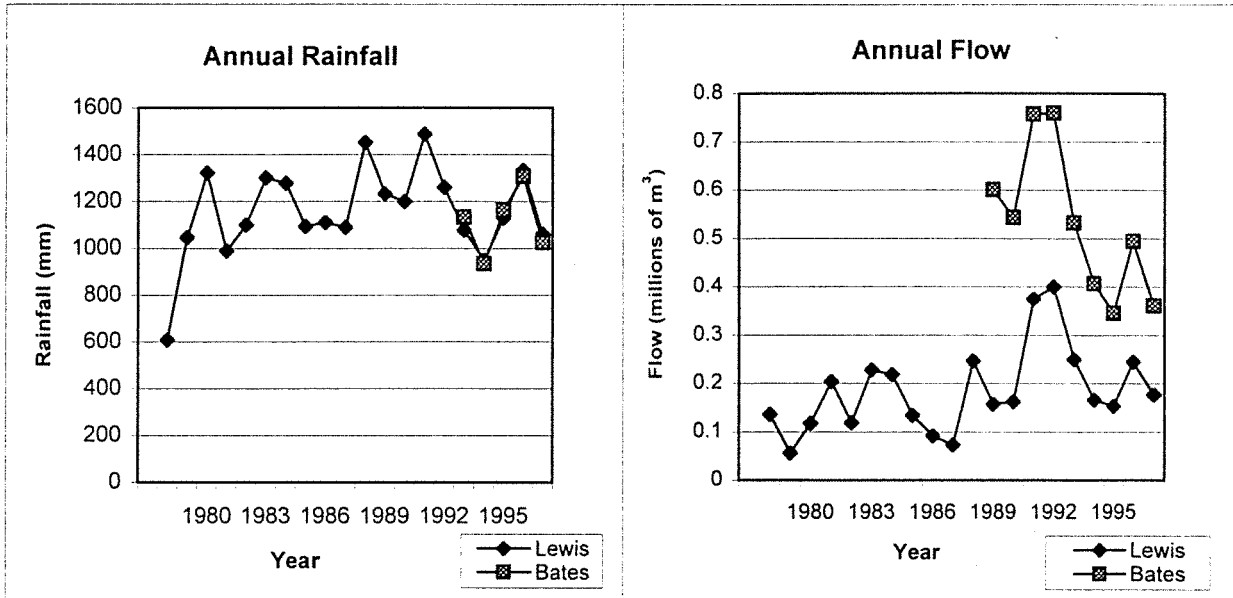 Annual Rainfall
Rainfall (mm)
1600
1400
1200
1000
800
600
400
200
0
1980 1983 1986 1989 1992 1995
Year
Lewis
Bates
Annual Flow
Flow (millions of m³)
0.8
0.7
0.6
0.5
0.4
0.3
0.2
0.1
0
1980 1983 1986 1989 1992 1995
Year
Lewis
Bates